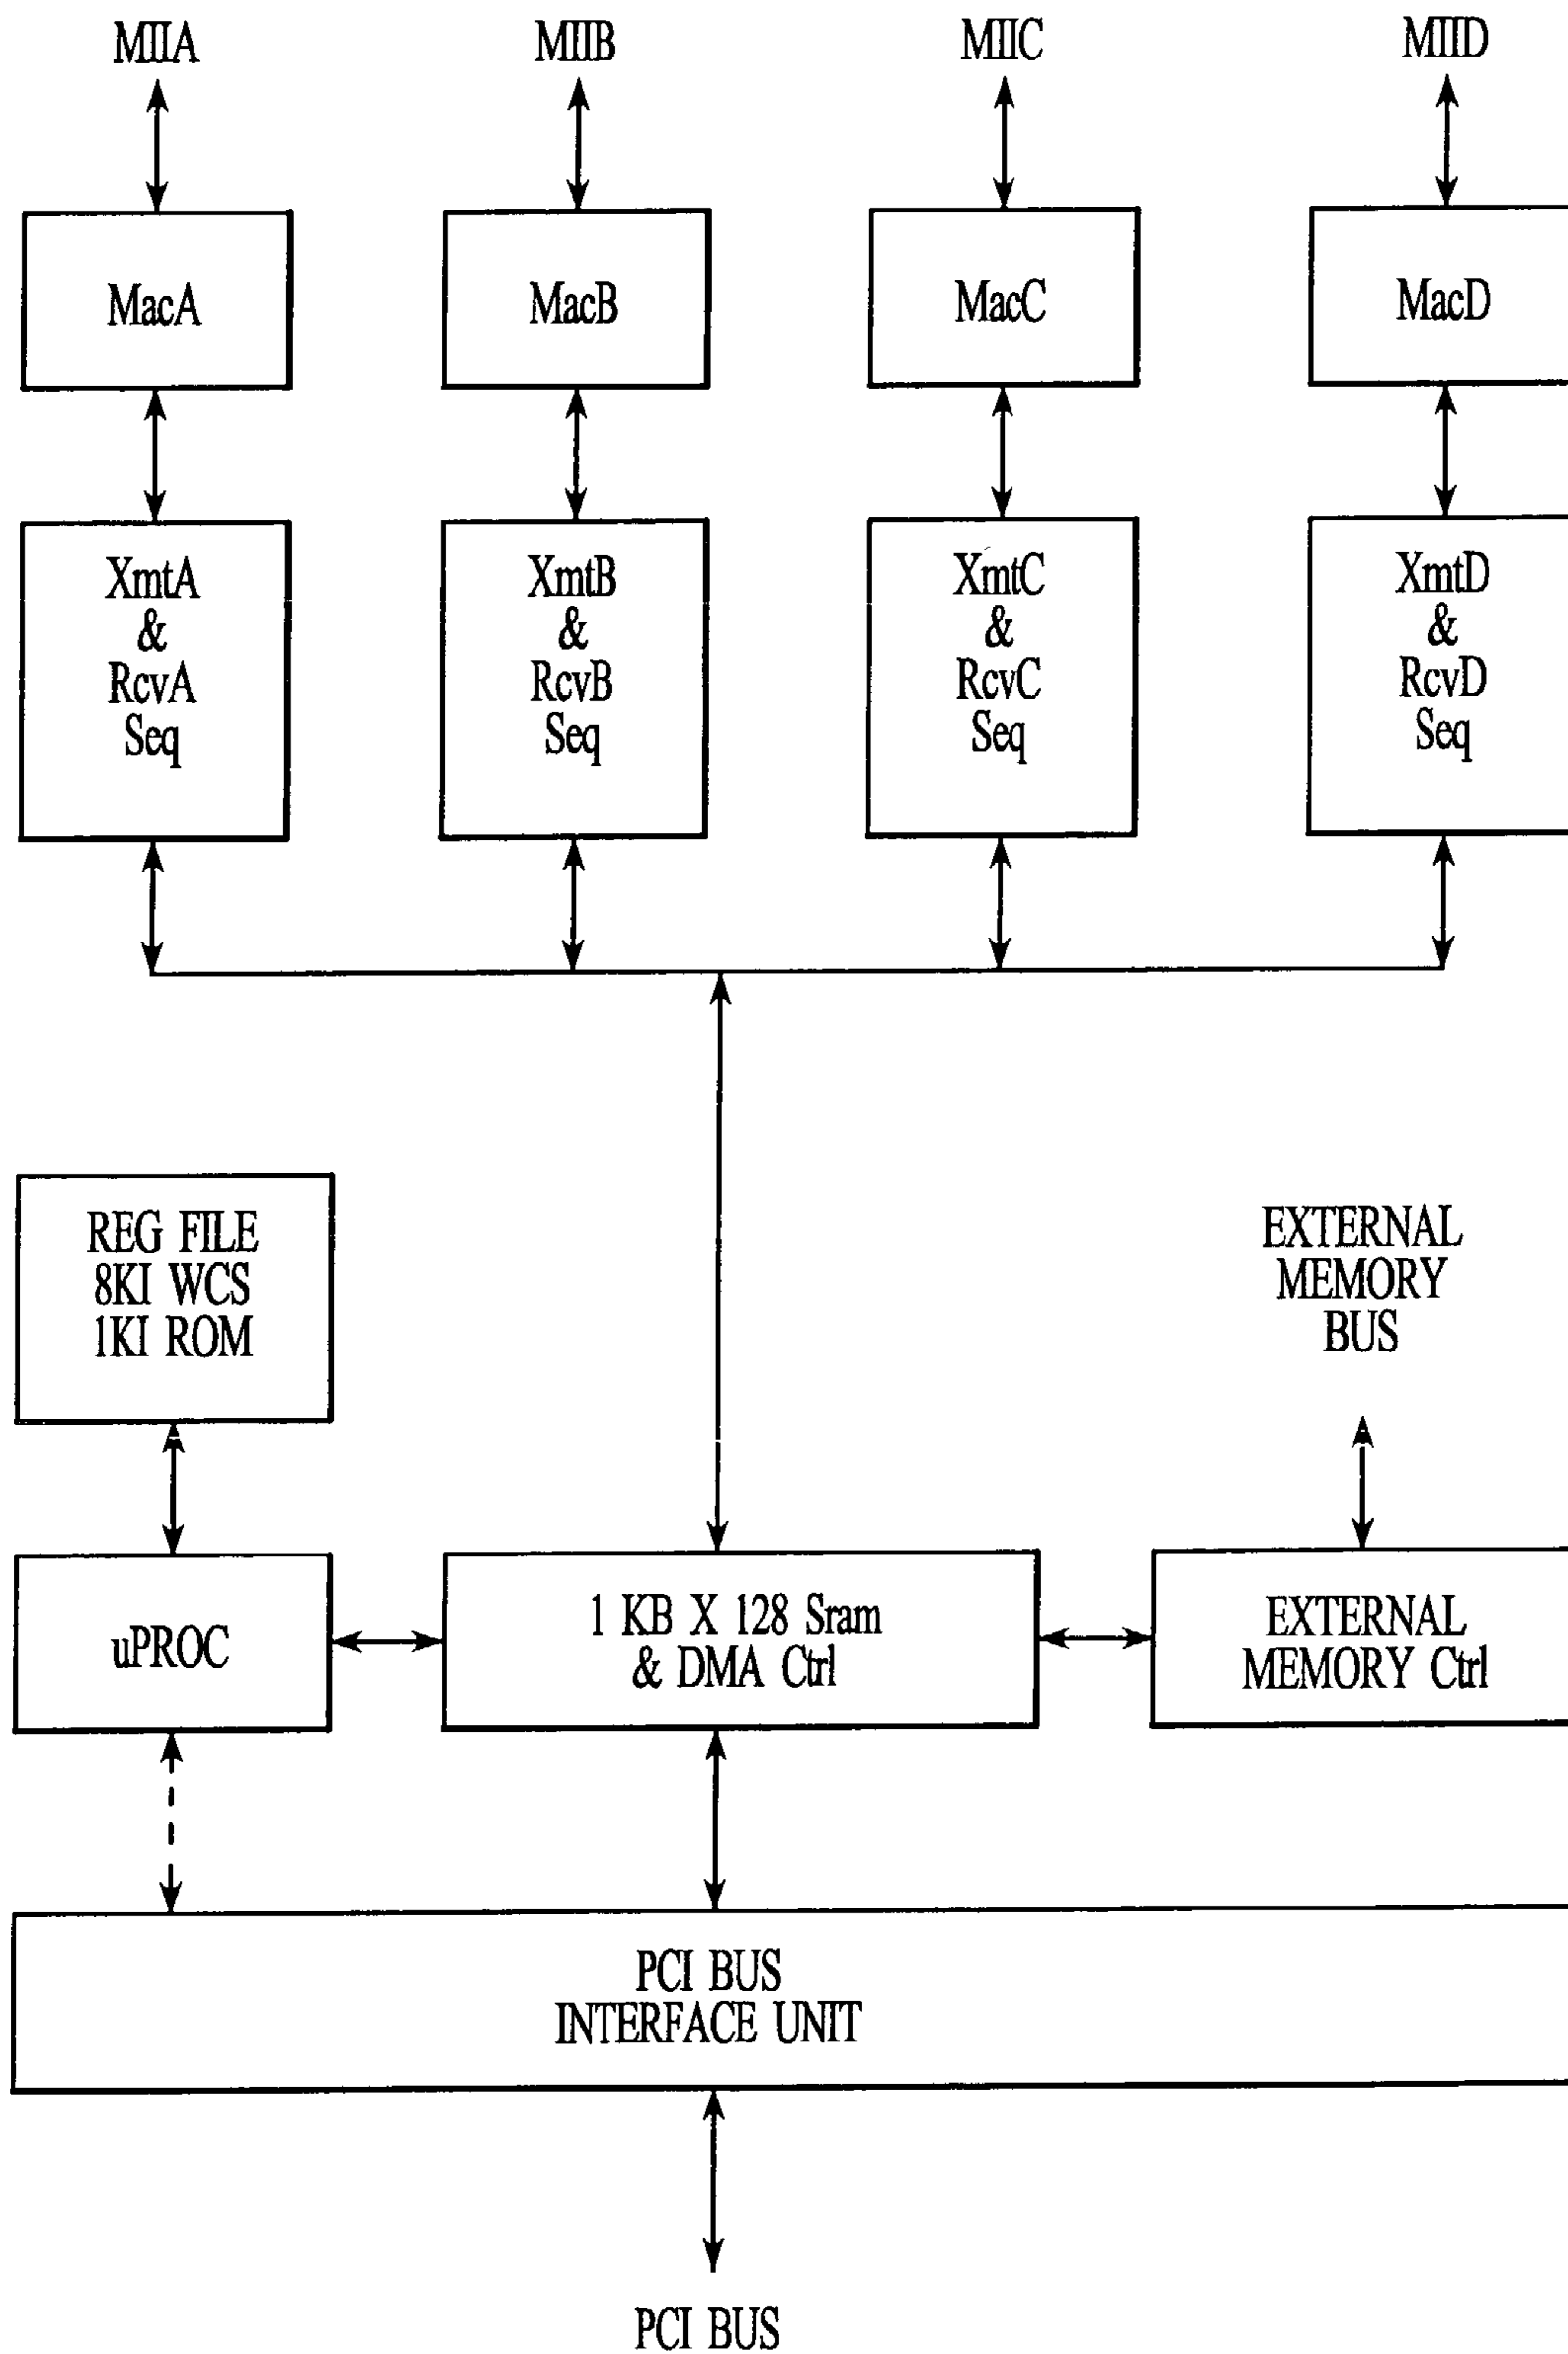 MIIA
MIIB
MIIC
MIID
MacA
MacB
MacC
MacD
XmtA
&
RcvA
Seq
XmtB
&
RcvB
Seq
XmtC
&
RcvC
Seq
XmtD
&
RcvD
Seq
REG FILE
8KI WCS
1KI ROM
EXTERNAL
MEMORY
BUS
uPROC
1 KB X 128 Sram
& DMA Ctrl
EXTERNAL
MEMORY Ctrl
PCI BUS
INTERFACE UNIT
PCI BUS